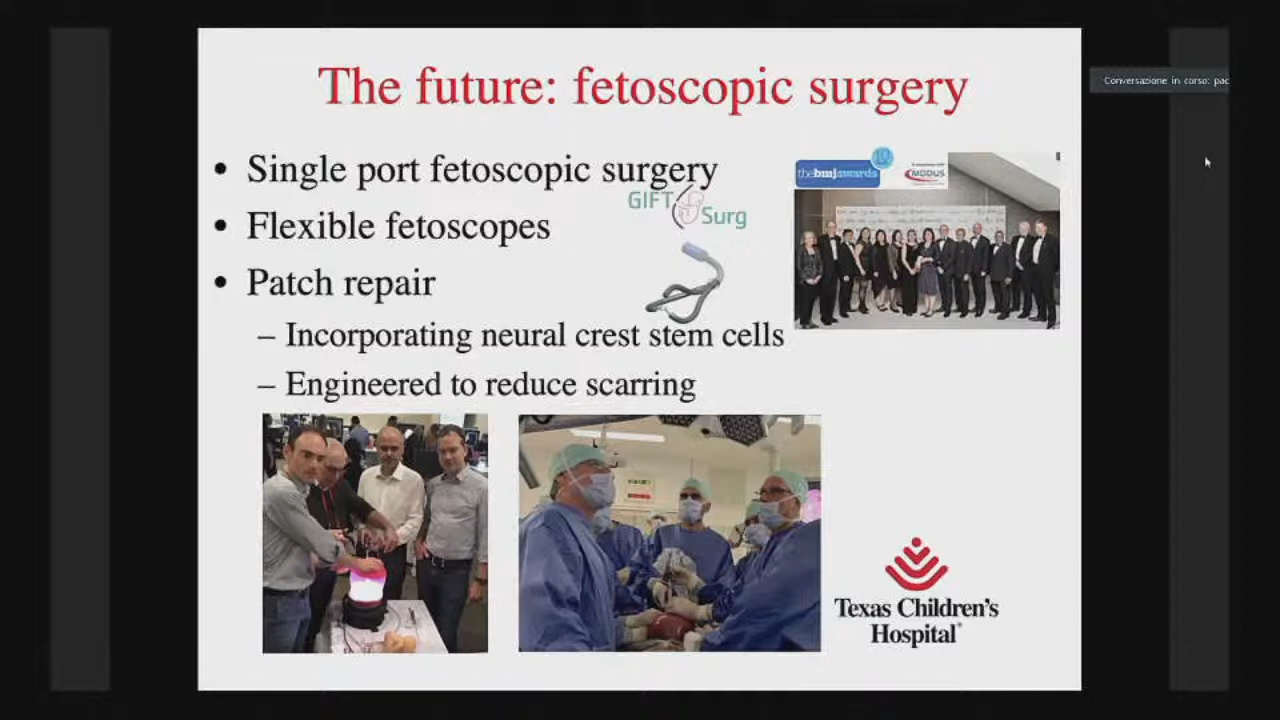 The future: fetoscopic surgery
Conversazione in corso: pac
• Single port fetoscopic surgery
GIFT Surg
• Flexible fetoscopes
• Patch repair
– Incorporating neural crest stem cells
– Engineered to reduce scarring
thebmjawards
MODUS
Texas Children's
Hospital